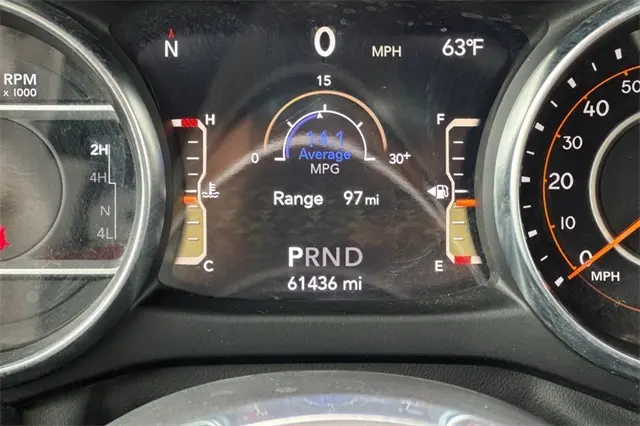 N 0 MPH 63°F
RPM
x 1000
2H
4H
N
4L
H
C
15
14.1
Average
MPG
0 30+
Range 97 mi
PRND
61436 mi
F
E
50
40
30
20
10
0
MPH